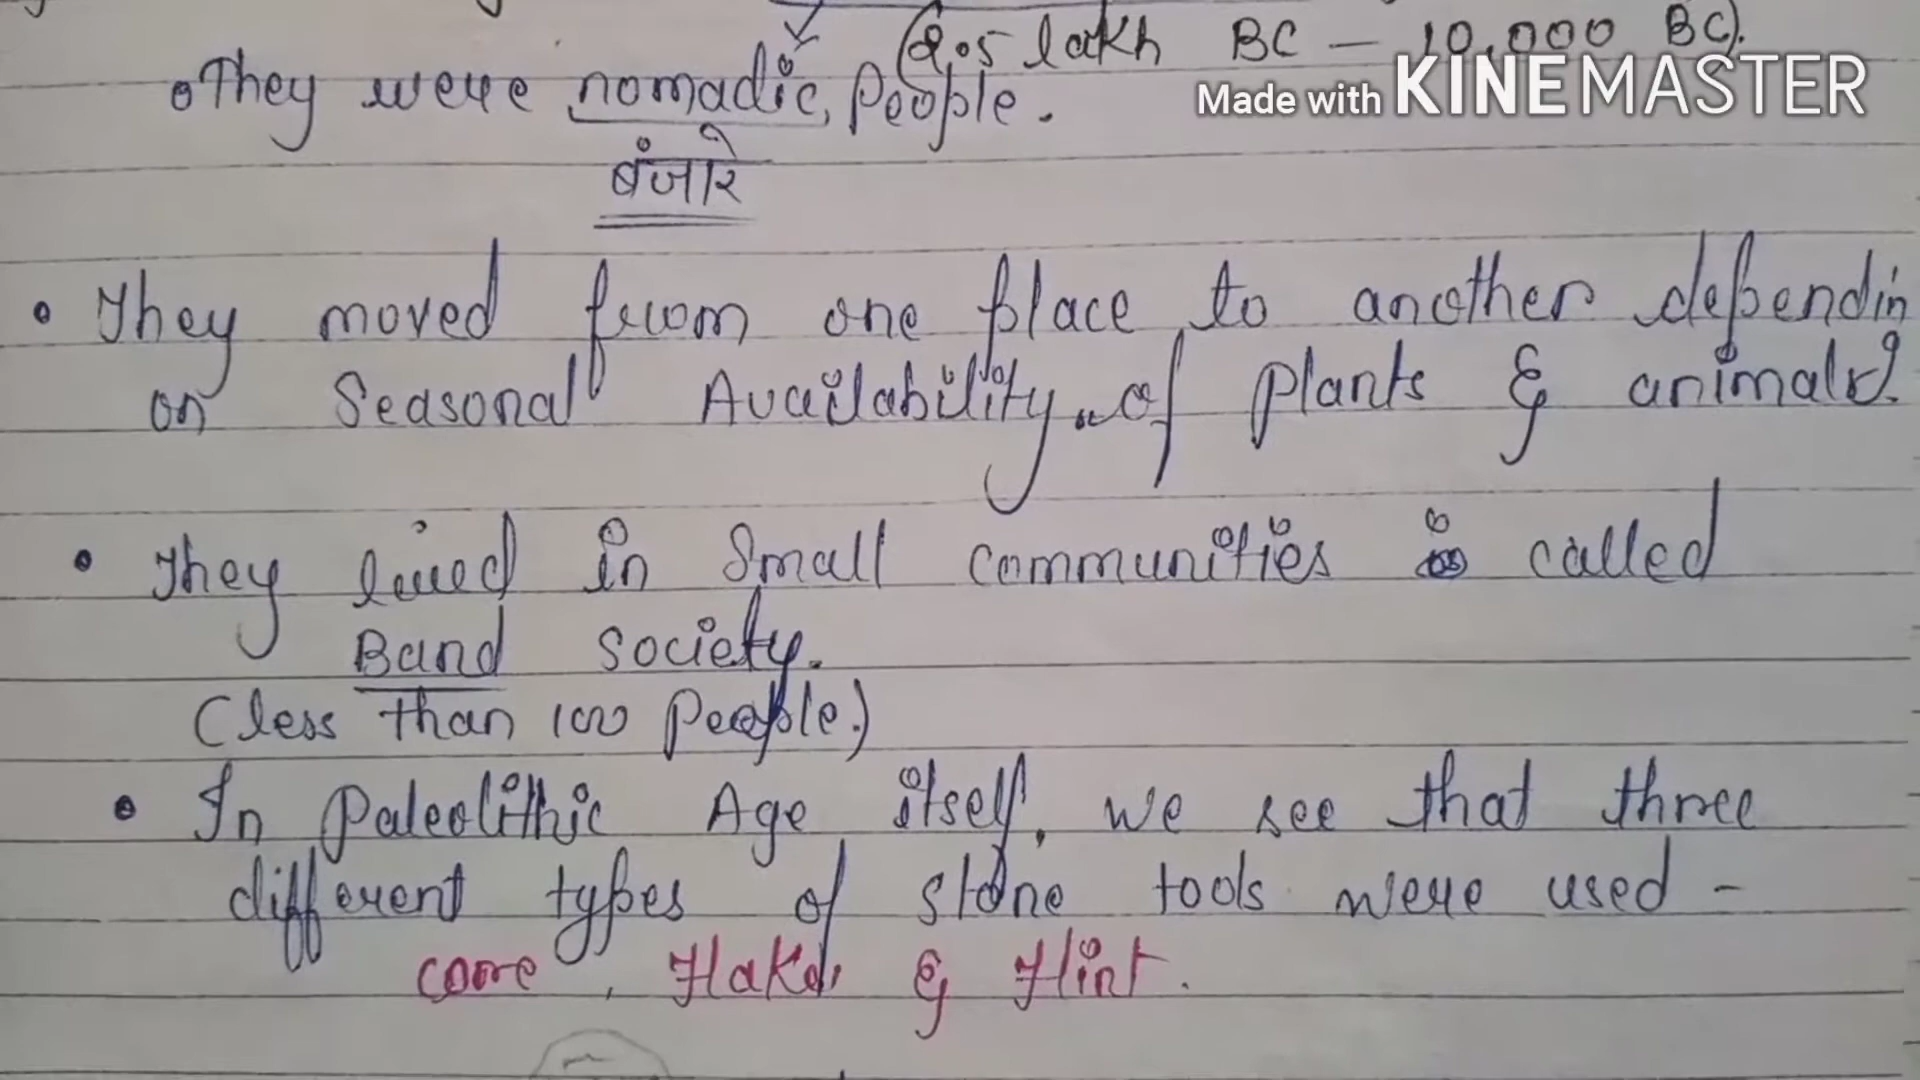 (2.5 lakh BC – 10,000 BC).
They were nomadic, People.
Made with KINEMASTER
बंजारे
• They moved from one place to another dependin
on Seasonal Availability of plants & animals.
• They lived in Small communities is called
Band society.
(less than 100 People.)
• In Paleolithic Age itself, we see that three
different types of stone tools were used –
core, Flake, & Flint.